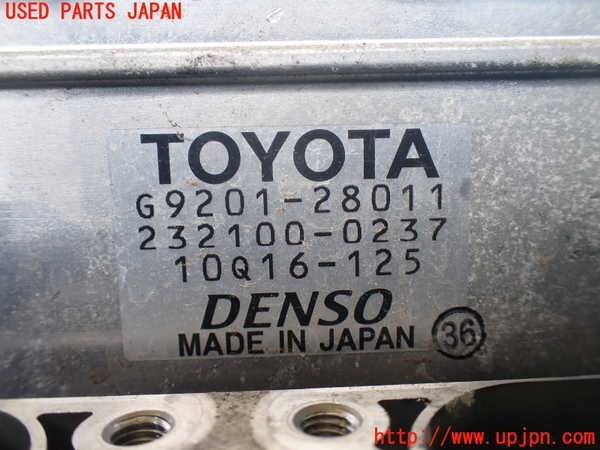 USED PARTS JAPAN
TOYOTA
G9201-28011
232100-0237
10Q16-125
DENSO
MADE IN JAPAN 36
http://www.upjpn.com/